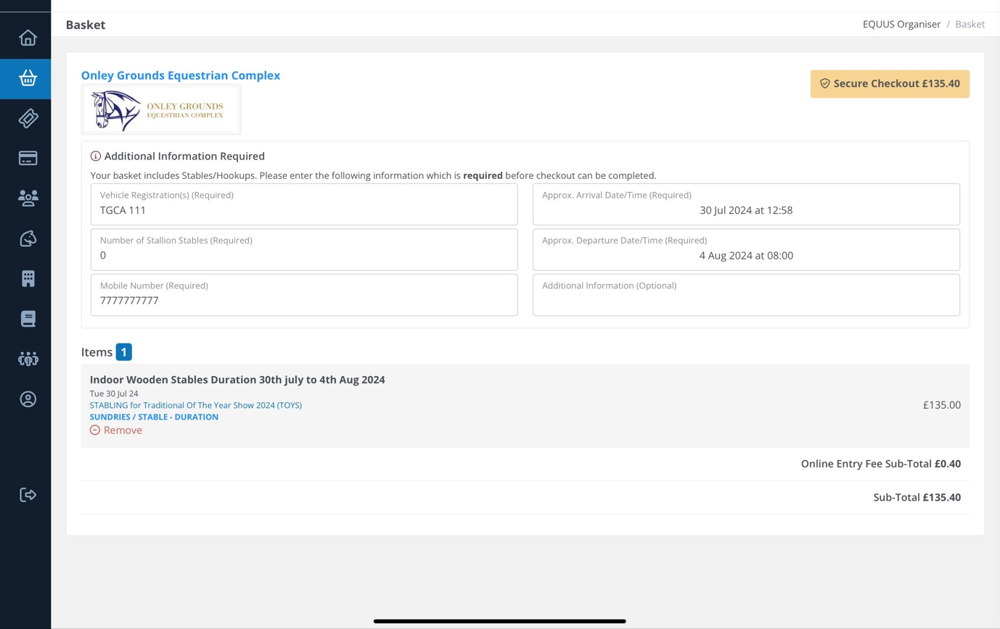 Basket
EQUUS Organiser / Basket
Onley Grounds Equestrian Complex
Secure Checkout £135.40
ONLEY GROUNDS
EQUESTRIAN COMPLEX
Additional Information Required
Your basket includes Stables/Hookups. Please enter the following information which is required before checkout can be completed.
Vehicle Registration(s) (Required)
TGCA 111
Approx. Arrival Date/Time (Required)
30 Jul 2024 at 12:58
Number of Stallion Stables (Required)
0
Approx. Departure Date/Time (Required)
4 Aug 2024 at 08:00
Mobile Number (Required)
7777777777
Additional Information (Optional)
Items 1
Indoor Wooden Stables Duration 30th july to 4th Aug 2024
Tue 30 Jul 24
STABLING for Traditional Of The Year Show 2024 (TOYS)
£135.00
SUNDRIES / STABLE - DURATION
Remove
Online Entry Fee Sub-Total £0.40
Sub-Total £135.40